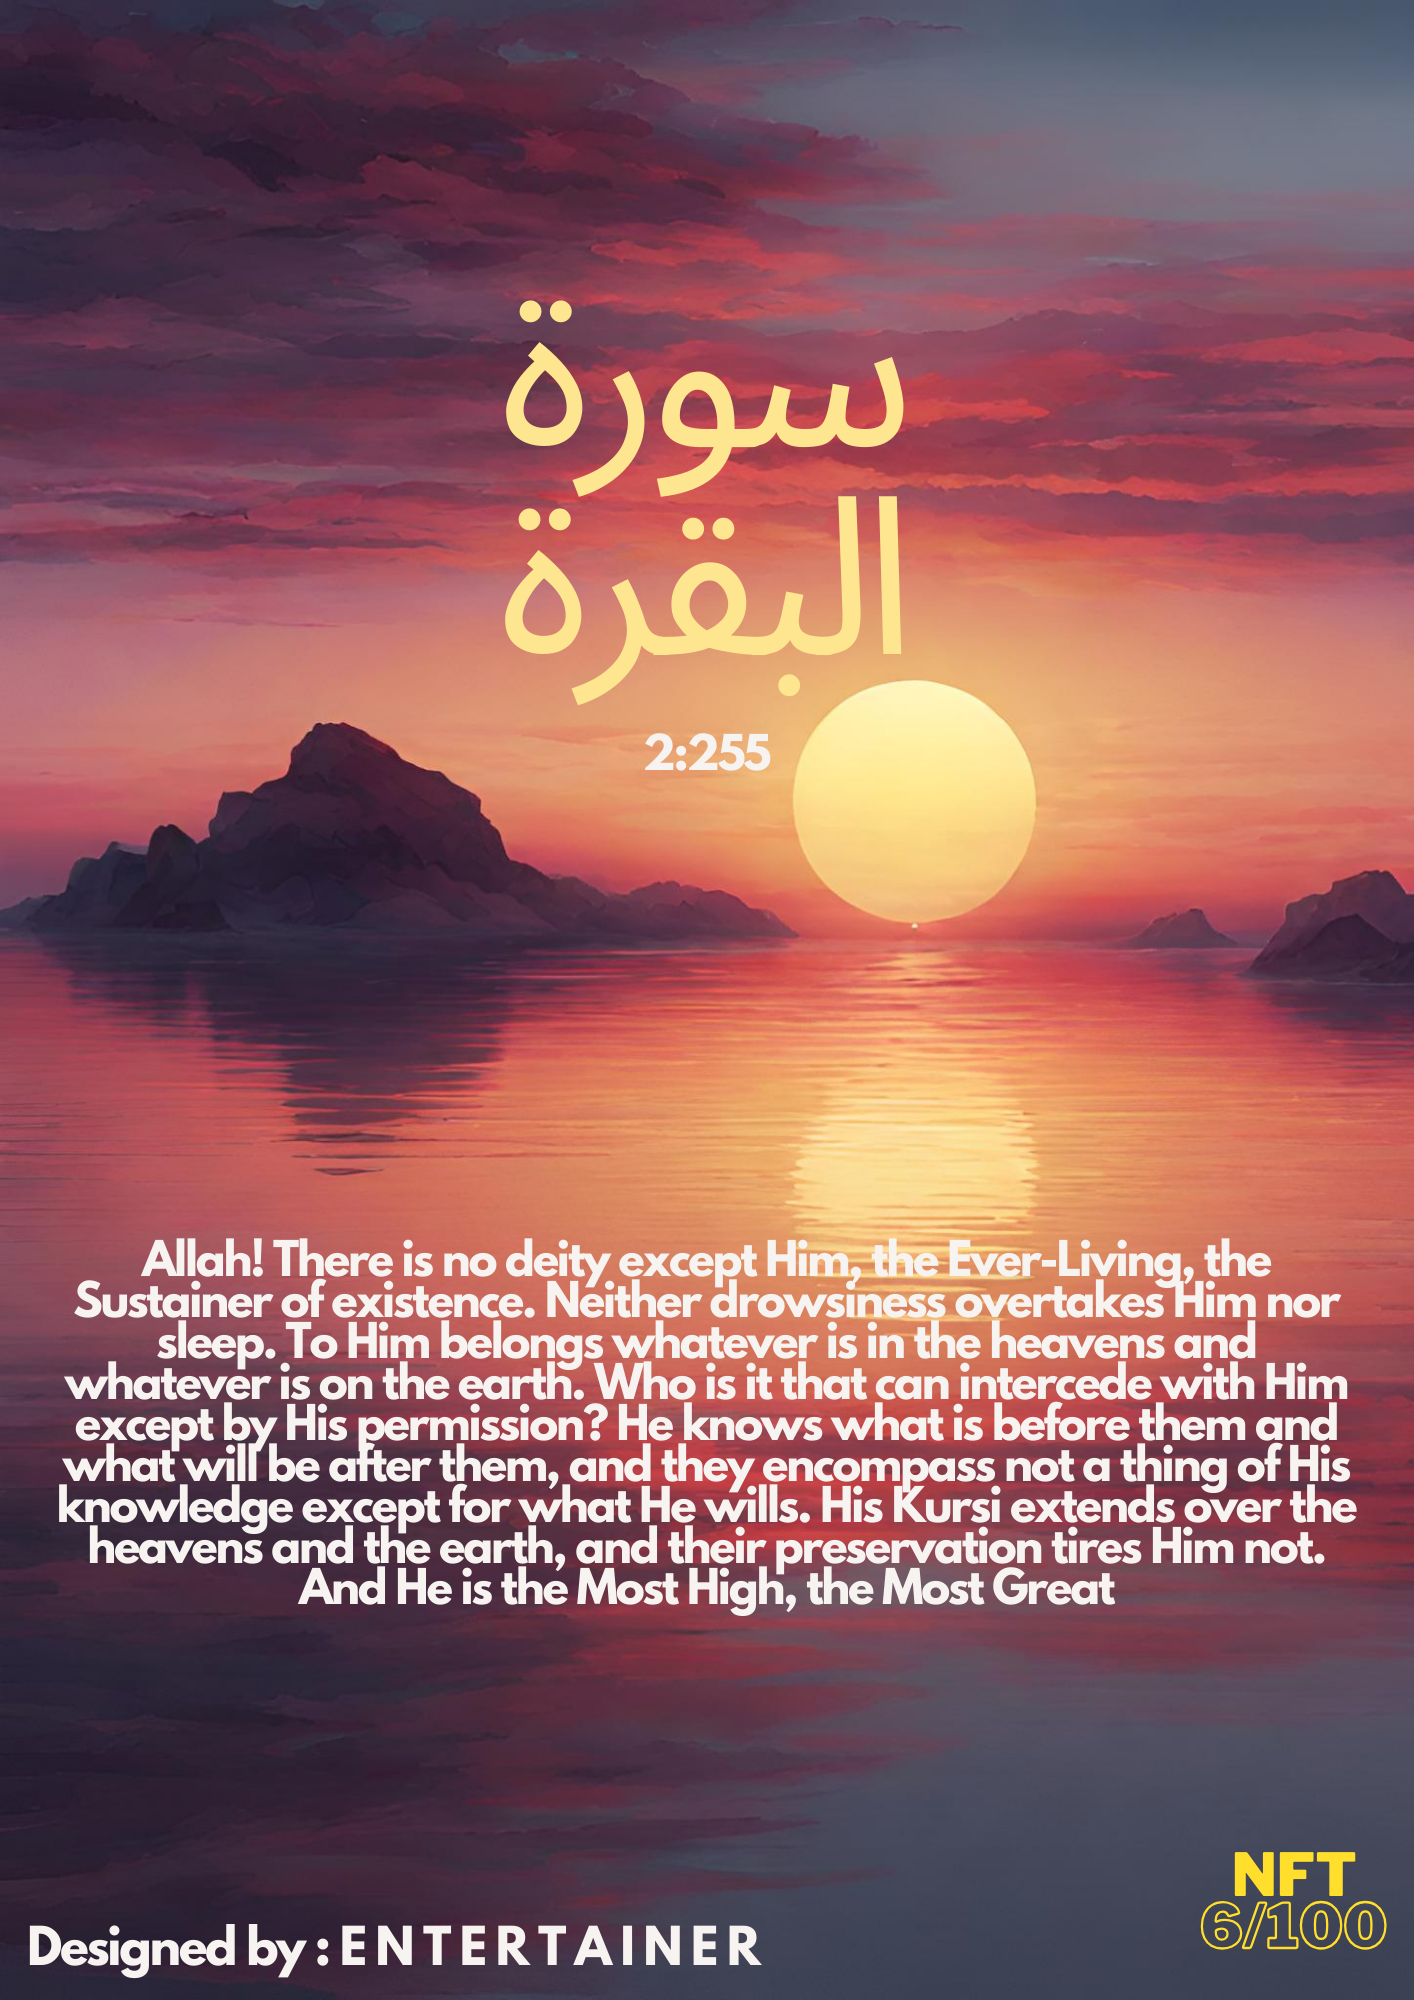 سورة
البقرة
2:255
Allah! There is no deity except Him, the Ever-Living, the
Sustainer of existence. Neither drowsiness overtakes Him nor
sleep. To Him belongs whatever is in the heavens and
whatever is on the earth. Who is it that can intercede with Him
except by His permission? He knows what is before them and
what will be after them, and they encompass not a thing of His
knowledge except for what He wills. His Kursi extends over the
heavens and the earth, and their preservation tires Him not.
And He is the Most High, the Most Great
NFT
6/100
Designed by : ENTERTAINER